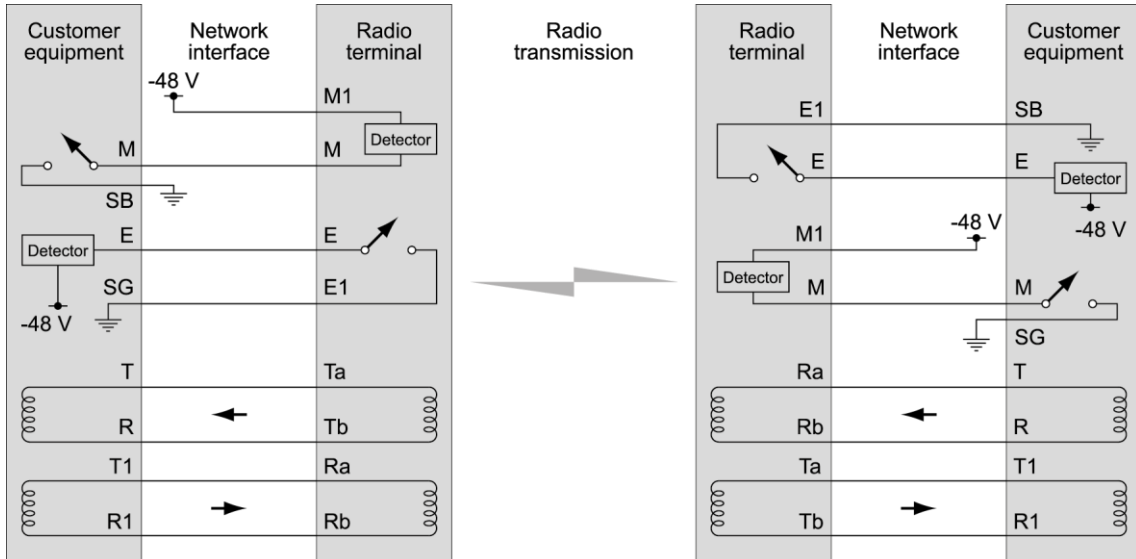 Customer
equipment
Network
interface
Radio
terminal
Radio
transmission
Radio
terminal
Network
interface
Customer
equipment
-48 V
M1
Detector
M
M
SB
E
E
Detector
SG
E1
-48 V
T
Ta
R
Tb
T1
Ra
R1
Rb
E1
SB
E
E
Detector
-48 V
-48 V
M1
Detector
M
M
SG
Ra
T
Rb
R
Ta
T1
Tb
R1